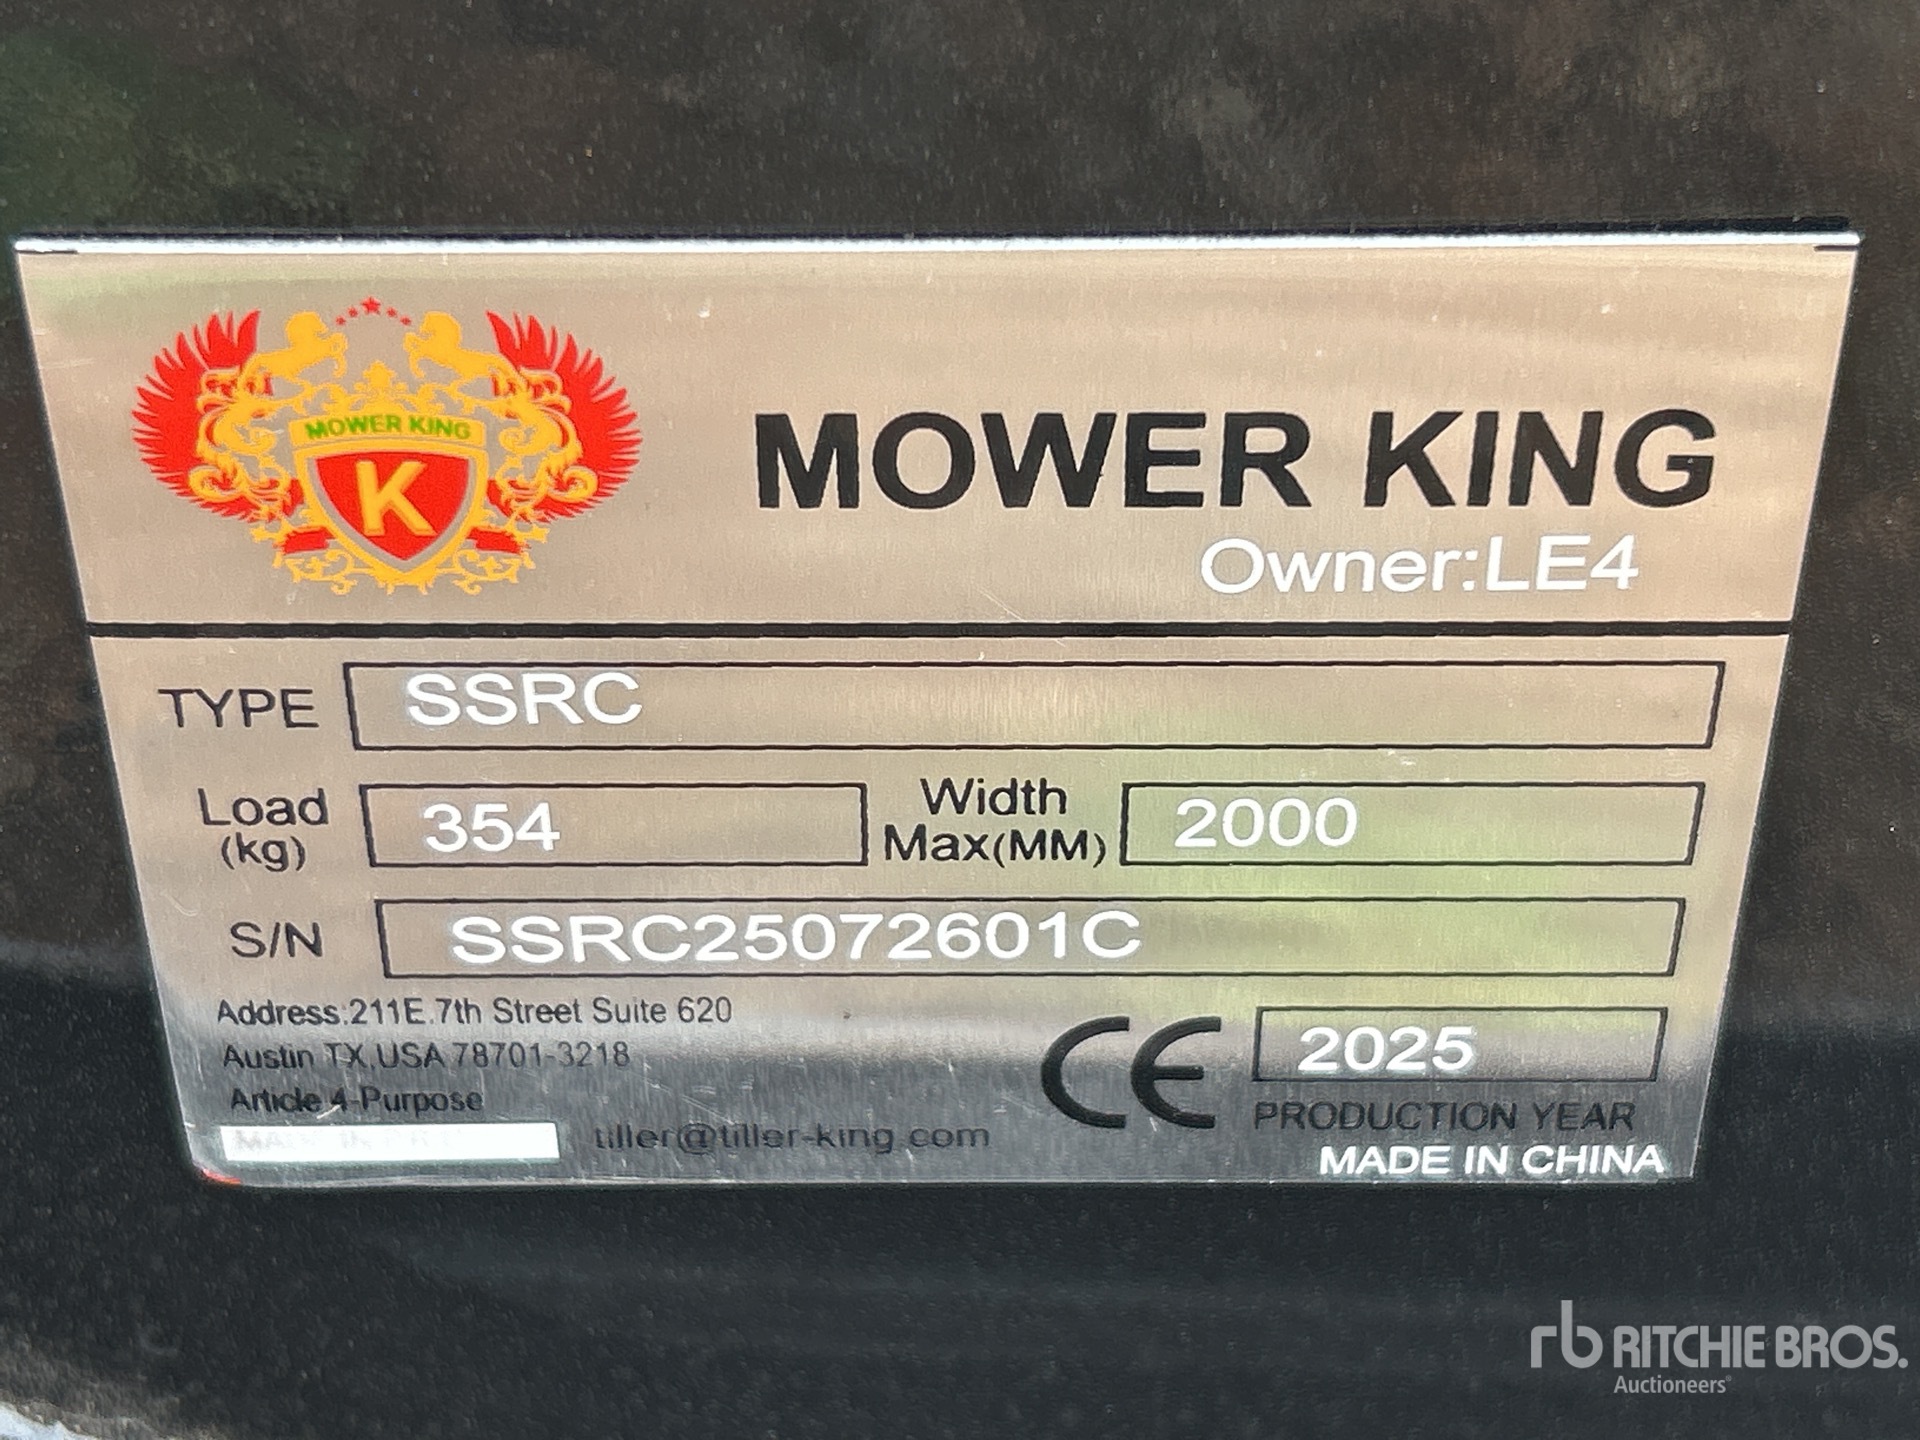 MOWER KING
K
MOWER KING
Owner:LE4
TYPE SSRC
Load (kg) 354 Width Max(MM) 2000
S/N SSRC25072601C
Address:211E.7th Street Suite 620
Austin TX,USA 78701-3218
Article 4-Purpose
tiller@tiller-king.com
CE
2025
PRODUCTION YEAR
MADE IN CHINA
rb RITCHIE BROS.
Auctioneers